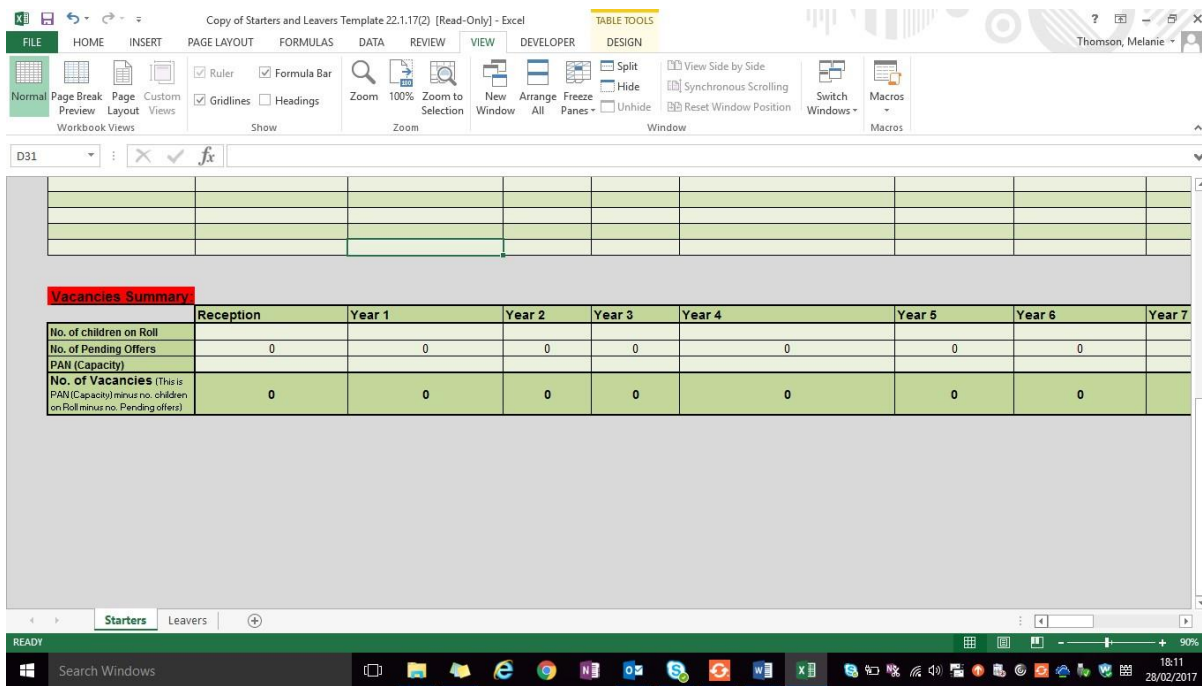 Copy of Starters and Leavers Template 22.1.17(2) [Read-Only] - Excel
TABLE TOOLS
?
FILE HOME INSERT PAGE LAYOUT FORMULAS DATA REVIEW VIEW DEVELOPER DESIGN Thomson, Melanie
Normal
Page Break Preview
Page Layout
Custom Views
Workbook Views
Ruler
Formula Bar
Gridlines
Headings
Show
Zoom
100%
Zoom to Selection
Zoom
New Window
Arrange All
Freeze Panes
Split
Hide
Unhide
View Side by Side
Synchronous Scrolling
Reset Window Position
Switch Windows
Window
Macros
Macros
D31
fx
Vacancies Summary:
Reception Year 1 Year 2 Year 3 Year 4 Year 5 Year 6 Year 7
No. of children on Roll
No. of Pending Offers 0 0 0 0 0 0 0
PAN (Capacity)
No. of Vacancies (This is
PAN(Capacity) minus no. children
on Roll minus no. Pending offers)
0 0 0 0 0 0 0
Starters Leavers
READY
90%
Search Windows
18:11
28/02/2017